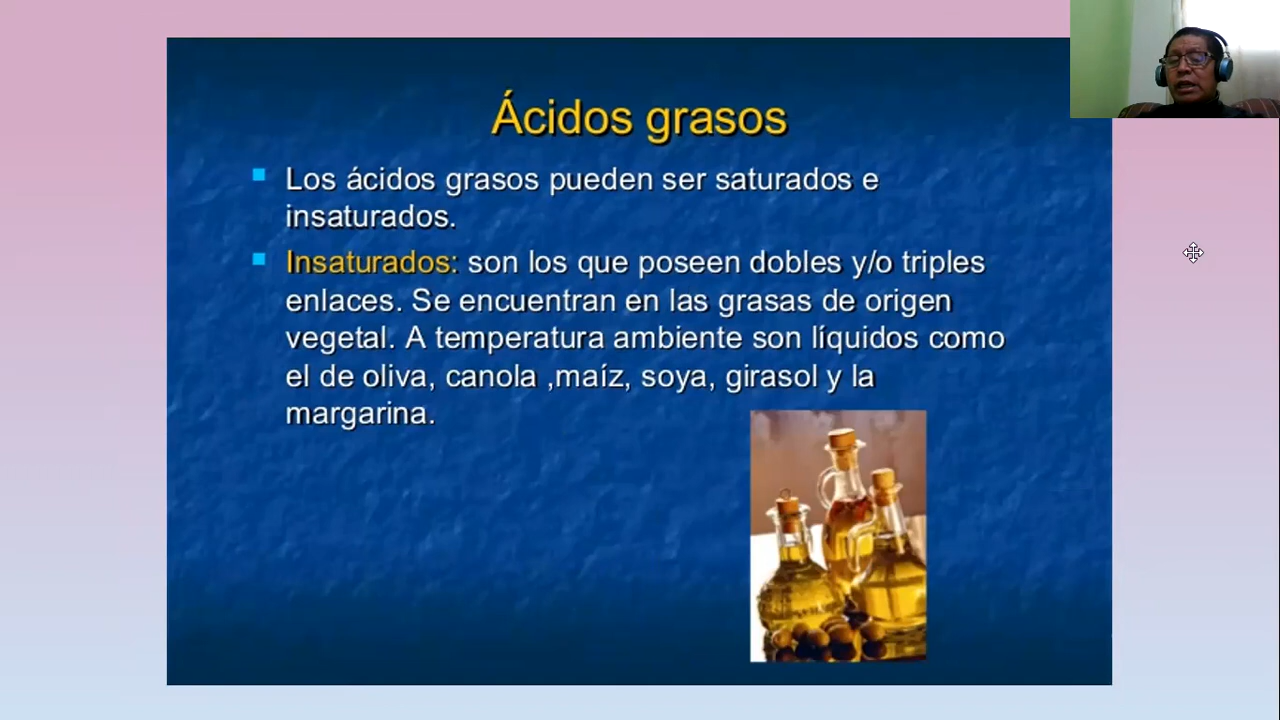 Ácidos grasos
Los ácidos grasos pueden ser saturados e
insaturados.
Insaturados: son los que poseen dobles y/o triples
enlaces. Se encuentran en las grasas de origen
vegetal. A temperatura ambiente son líquidos como
el de oliva, canola ,maíz, soya, girasol y la
margarina.